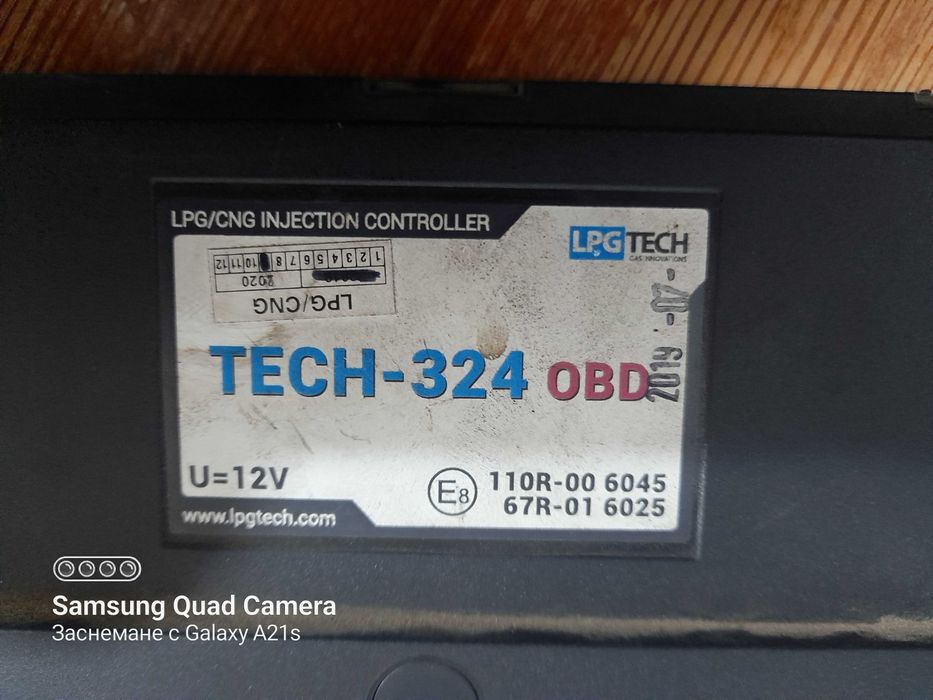 LPG/CNG INJECTION CONTROLLER
LPGTECH
GAS INNOVATIONS
LPG/CNG
2020
1 2 3 4 5 6 7 8 10 11 12
TECH-324 OBD
2019 -07-
U=12V
E8
110R-00 6045
67R-01 6025
www.lpgtech.com
Samsung Quad Camera
Заснемане с Galaxy A21s